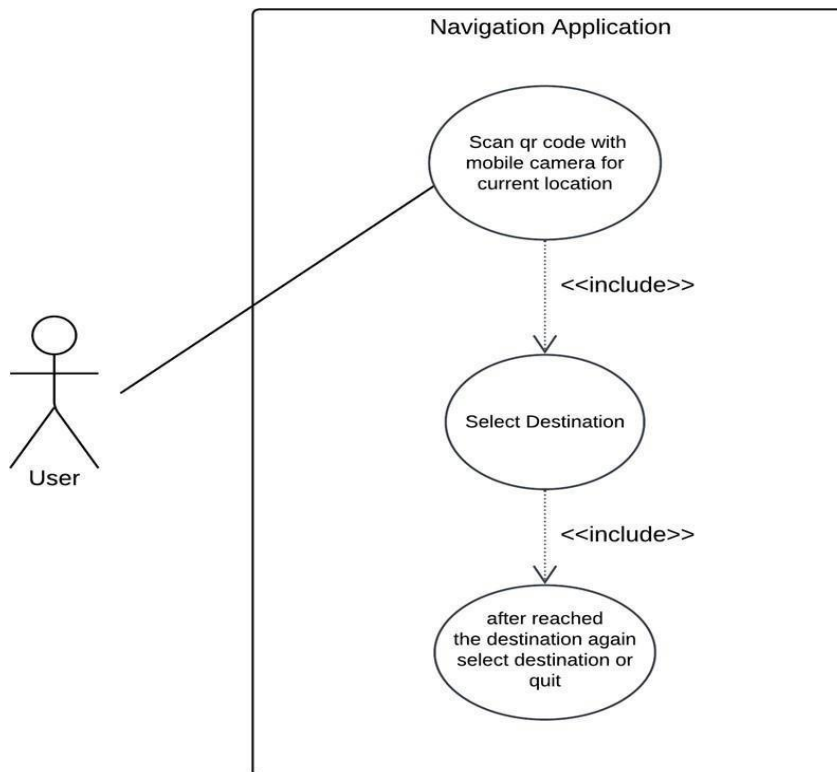 Navigation Application
Scan qr code with
mobile camera for
current location
<<include>>
Select Destination
<<include>>
User
after reached
the destination again
select destination or
quit